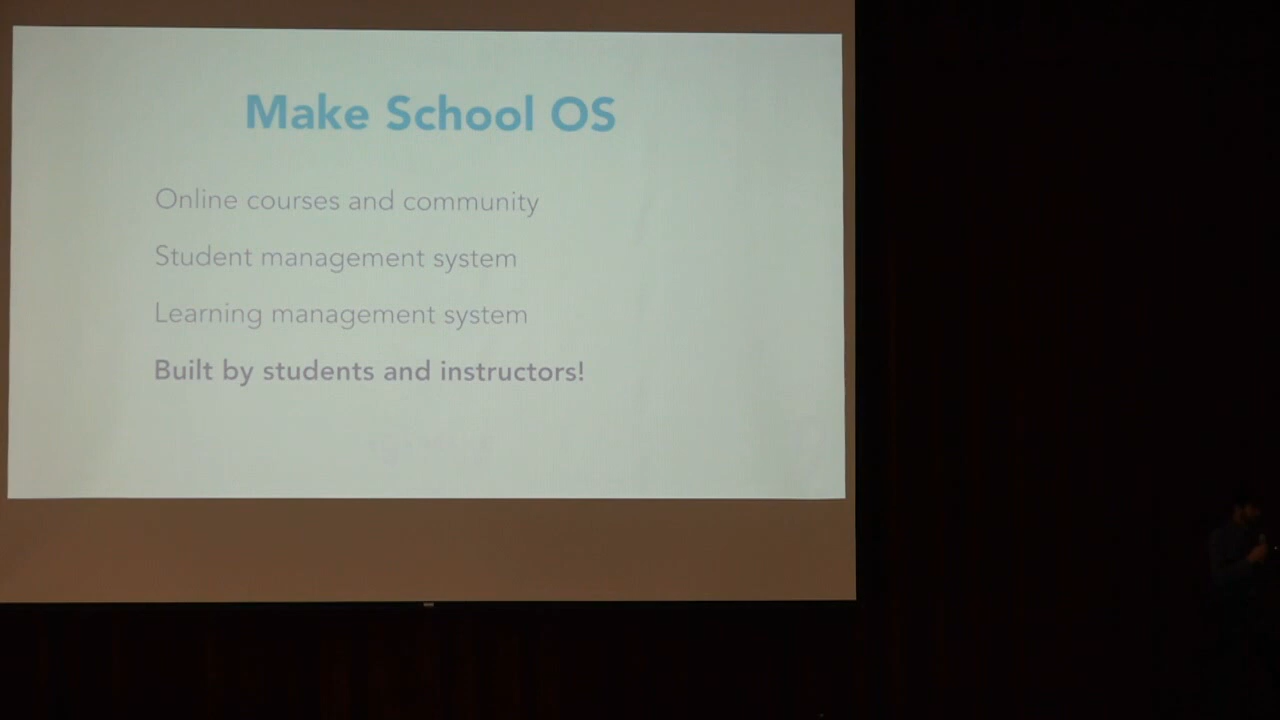 Make School OS
Online courses and community
Student management system
Learning management system
Built by students and instructors!